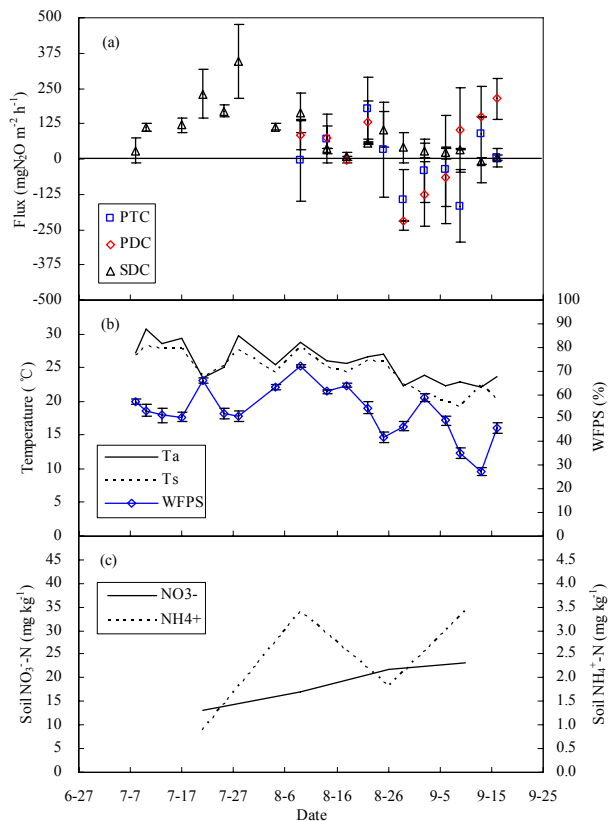 (a)
Flux (mgN₂O m⁻² h⁻¹)
500
375
250
125
0
-125
-250
-375
-500
PTC
PDC
SDC
(b)
Temperature (℃)
35
30
25
20
15
10
5
0
WFPS (%)
100
90
80
70
60
50
40
30
20
10
0
Ta
Ts
WFPS
(c)
Soil NO₃⁻-N (mg kg⁻¹)
45
40
35
30
25
20
15
10
5
0
Soil NH₄⁺-N (mg kg⁻¹)
4.5
4.0
3.5
3.0
2.5
2.0
1.5
1.0
0.5
0.0
NO3-
NH4+
6-27 7-7 7-17 7-27 8-6 8-16 8-26 9-5 9-15 9-25
Date